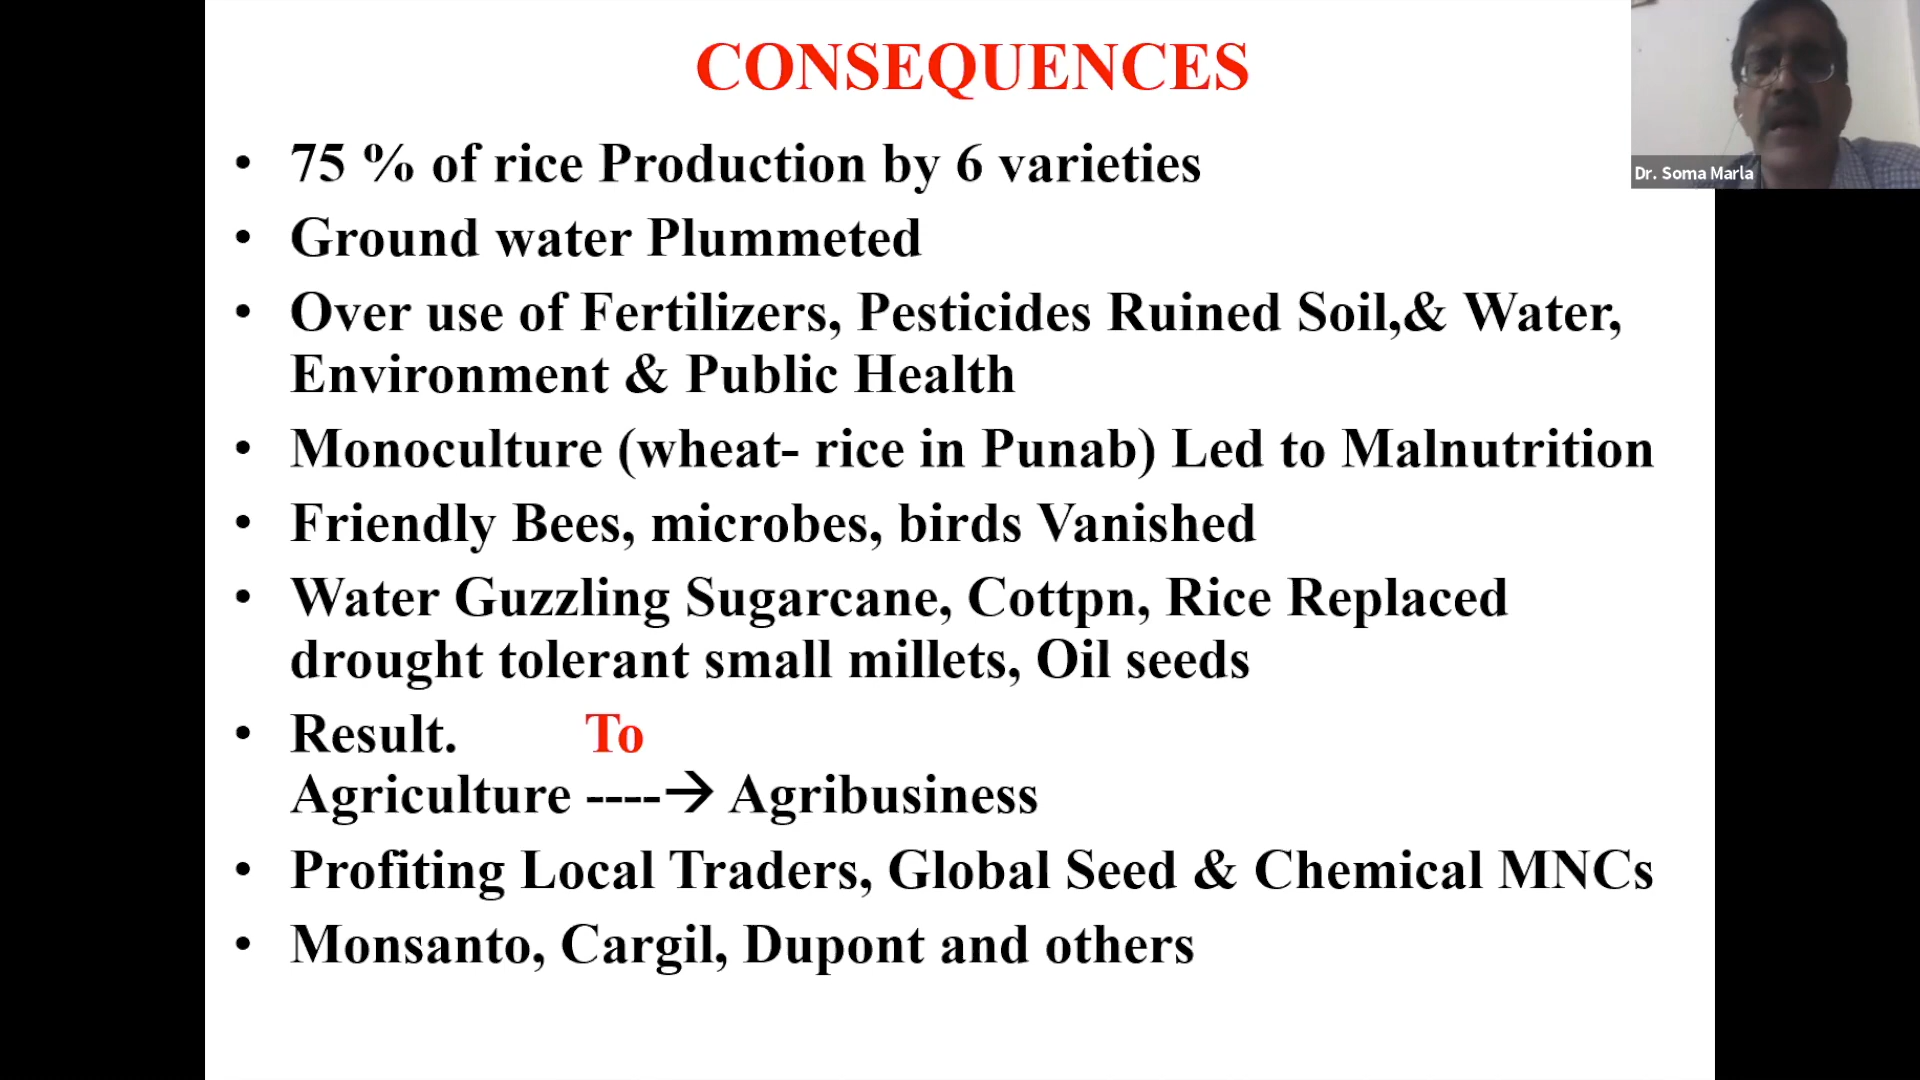 CONSEQUENCES
• 75 % of rice Production by 6 varieties
• Ground water Plummeted
• Over use of Fertilizers, Pesticides Ruined Soil,& Water,
Environment & Public Health
• Monoculture (wheat- rice in Punab) Led to Malnutrition
• Friendly Bees, microbes, birds Vanished
• Water Guzzling Sugarcane, Cottpn, Rice Replaced
drought tolerant small millets, Oil seeds
• Result. To
Agriculture ----→ Agribusiness
• Profiting Local Traders, Global Seed & Chemical MNCs
• Monsanto, Cargil, Dupont and others
Dr. Soma Marla